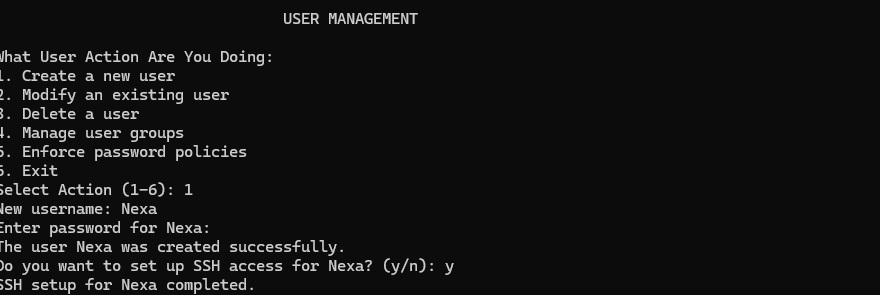 USER MANAGEMENT
What User Action Are You Doing:
1. Create a new user
2. Modify an existing user
3. Delete a user
4. Manage user groups
5. Enforce password policies
6. Exit
Select Action (1-6): 1
New username: Nexa
Enter password for Nexa:
The user Nexa was created successfully.
Do you want to set up SSH access for Nexa? (y/n): y
SSH setup for Nexa completed.